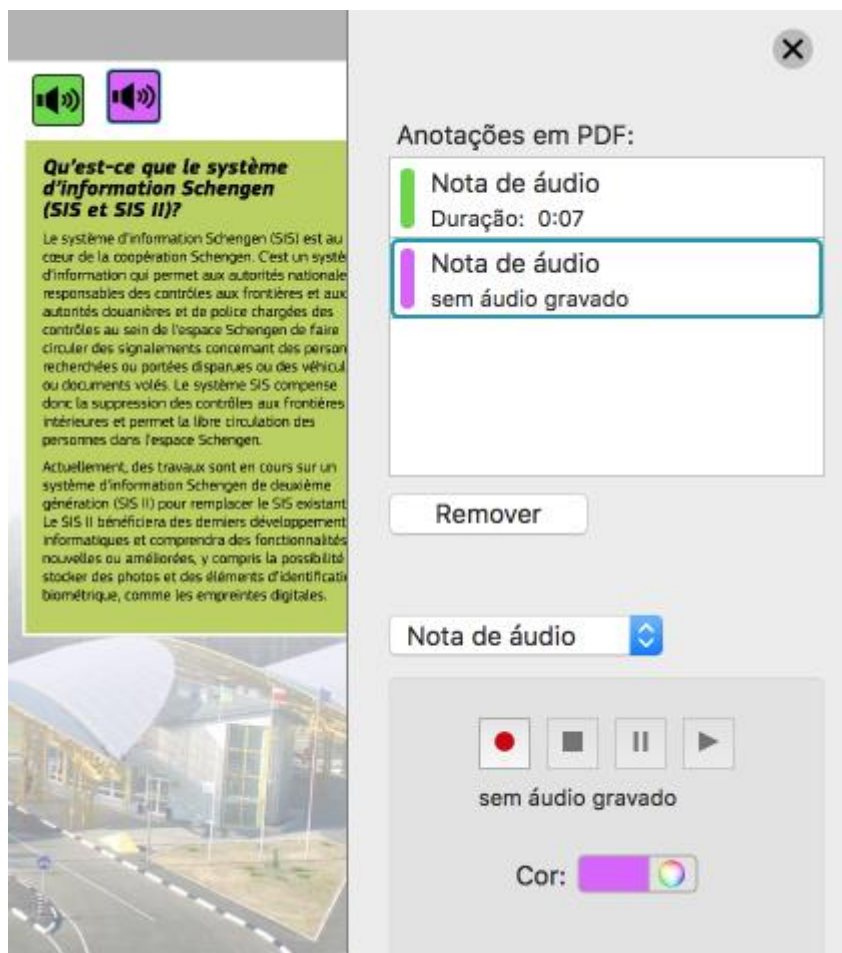 Qu'est-ce que le système
d'information Schengen
(SIS et SIS II)?
Le système d'information Schengen (SIS) est au
cœur de la coopération Schengen. C'est un systè
d'information qui permet aux autorités nationale
responsables des contrôles aux frontières et aux
autorités douanières et de police chargées des
contrôles au sein de l'espace Schengen de faire
circuler des signalements concernant des person
recherchées ou portées disparues ou des véhicul
ou documents volés. Le système SIS compense
donc la suppression des contrôles aux frontières
intérieures et permet la libre circulation des
personnes dans l'espace Schengen.
Actuellement, des travaux sont en cours sur un
système d'information Schengen de deuxième
génération (SIS II) pour remplacer le SIS existant
Le SIS II bénéficiera des derniers développement
informatiques et comprendra des fonctionnalités
nouvelles ou améliorées, y compris la possibilité
stocker des photos et des éléments d'identificati
biométrique, comme les empreintes digitales.
Anotações em PDF:
Nota de áudio
Duração: 0:07
Nota de áudio
sem áudio gravado
Remover
Nota de áudio
sem áudio gravado
Cor: